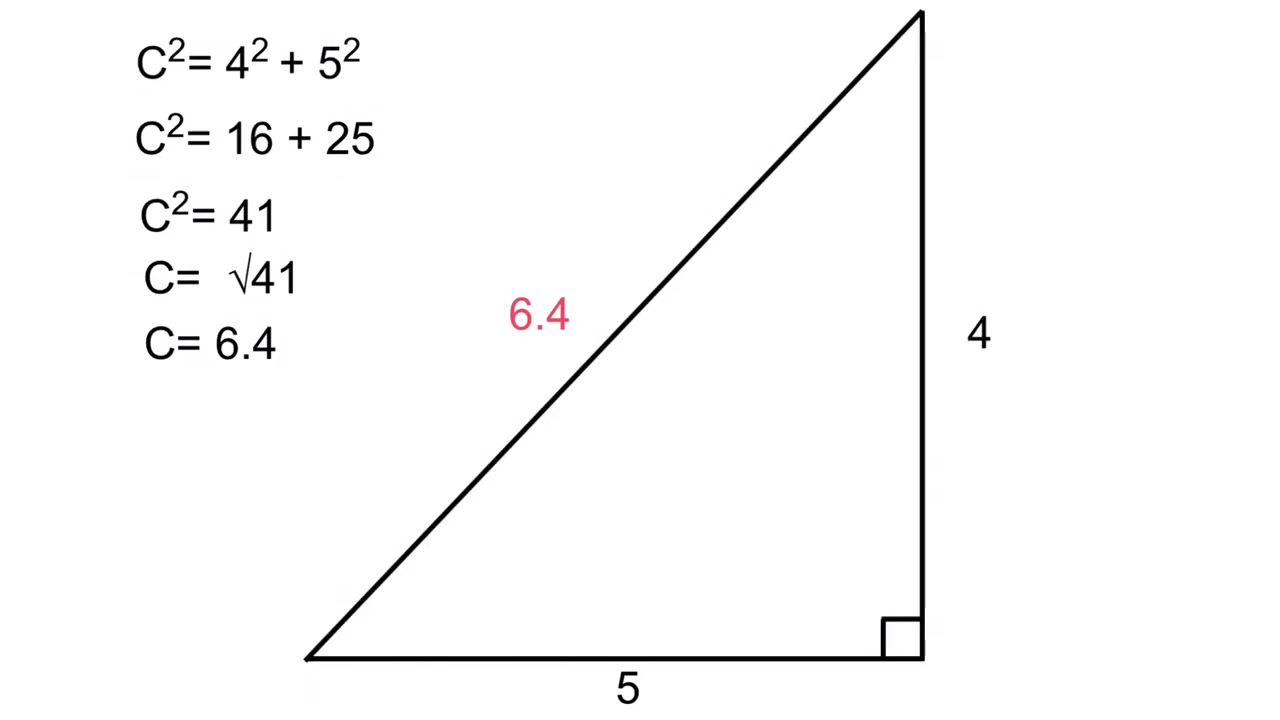 C²= 4² + 5²
C²= 16 + 25
C²= 41
C= √41
C= 6.4
6.4
4
5